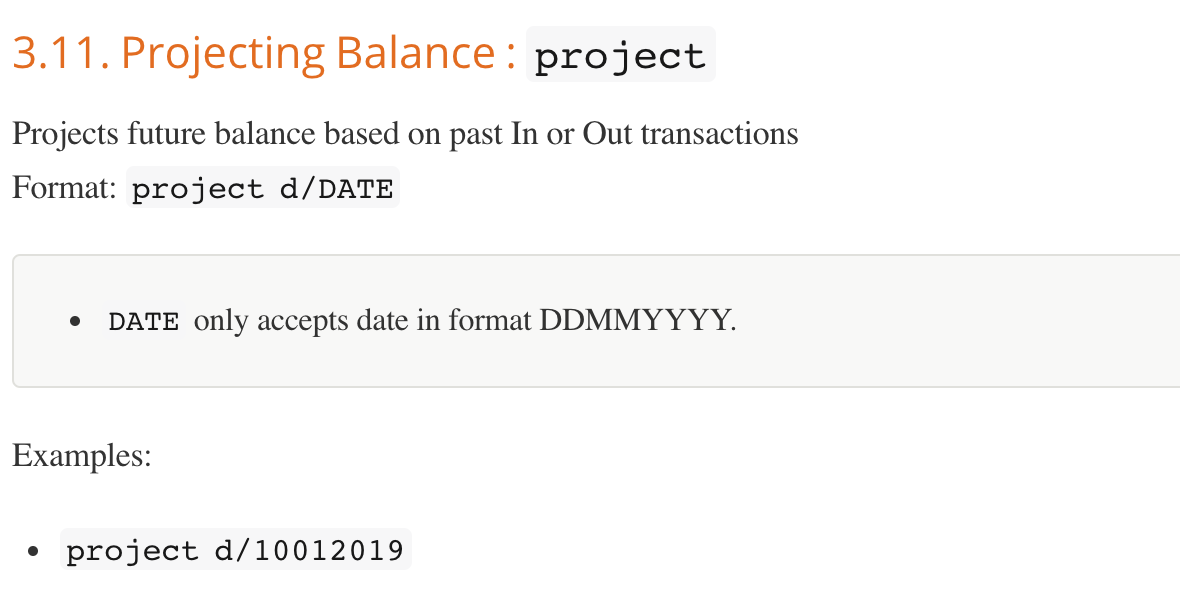 3.11. Projecting Balance : project
Projects future balance based on past In or Out transactions
Format: project d/DATE
• DATE only accepts date in format DDMMYYYY.
Examples:
• project d/10012019